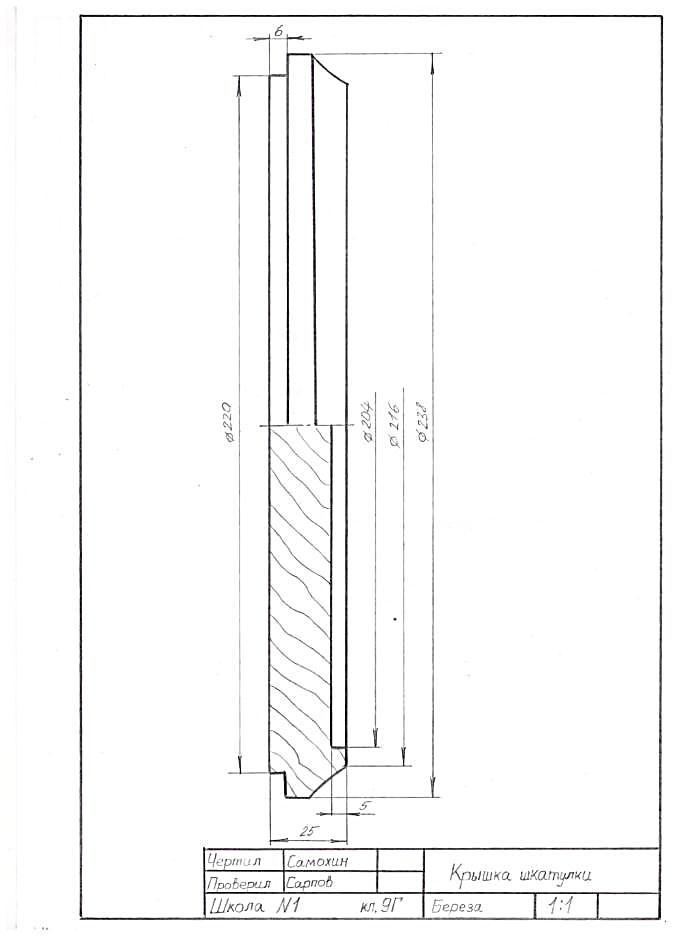 6
ø220
ø204
ø216
ø238
5
25
Чертил Самохин
Крышка шкатулки
Проверил Сарпов
Школа N1 кл. 9Г Береза 1:1